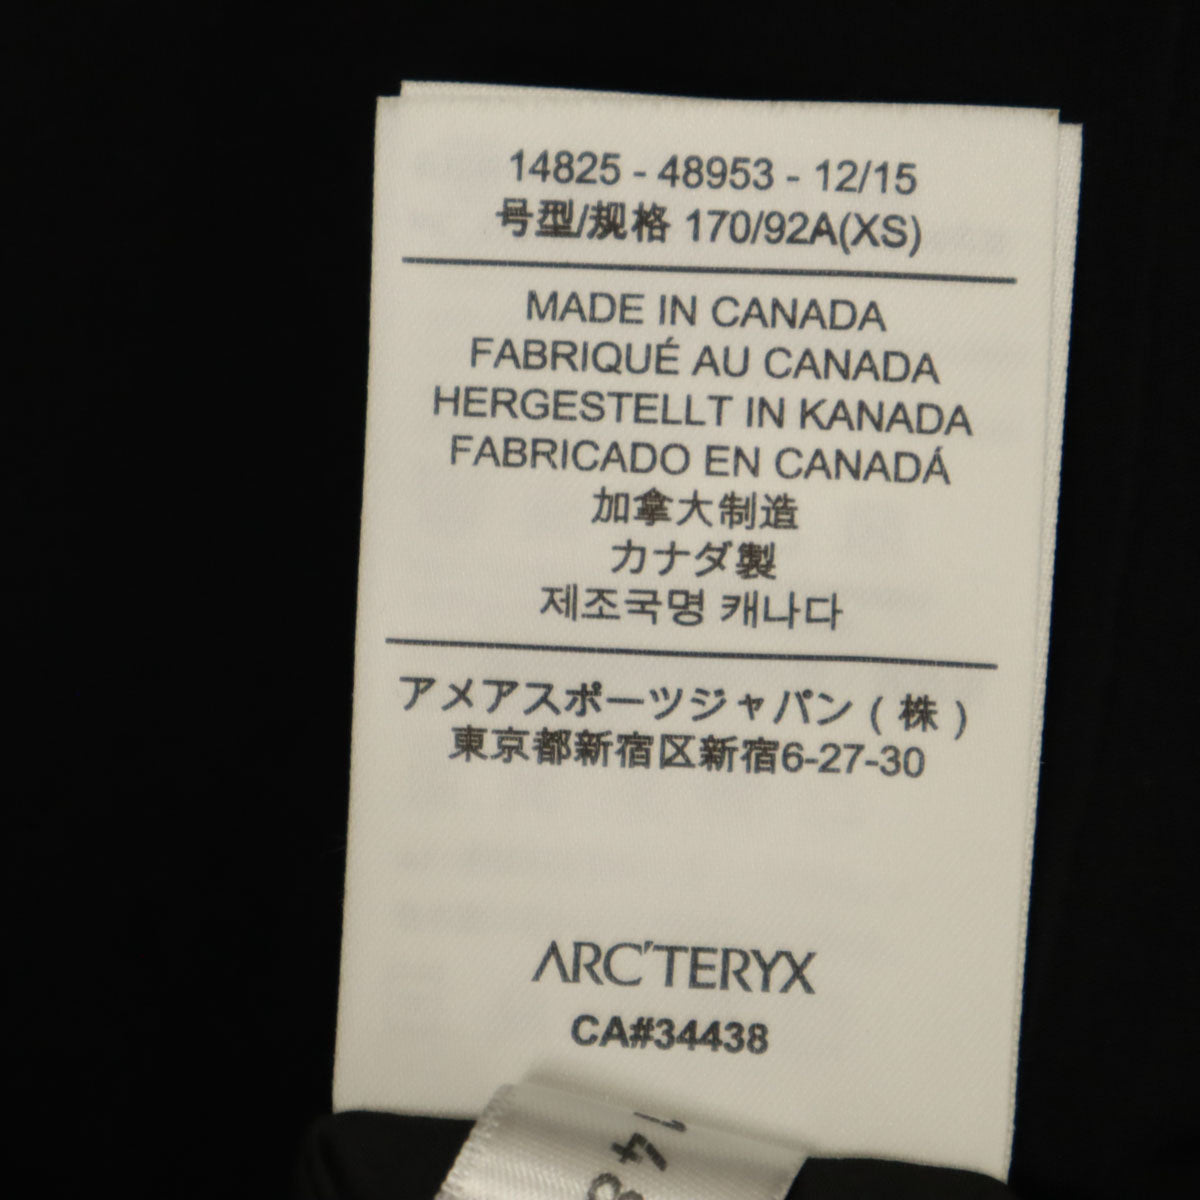 14825 - 48953 - 12/15
号型/规格 170/92A(XS)
MADE IN CANADA
FABRIQUÉ AU CANADA
HERGESTELLT IN KANADA
FABRICADO EN CANADÁ
加拿大制造
カナダ製
제조국명 캐나다
アメアスポーツジャパン(株)
東京都新宿区新宿6-27-30
ARC'TERYX
CA#34438
148